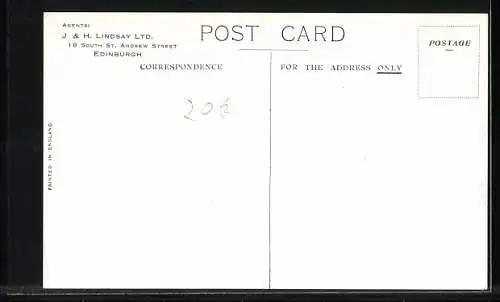 AGENTS:
J & H. LINDSAY LTD.
18 SOUTH ST. ANDREW STREET
EDINBURGH
POST CARD
POSTAGE
CORRESPONDENCE
FOR THE ADDRESS ONLY
PRINTED IN ENGLAND